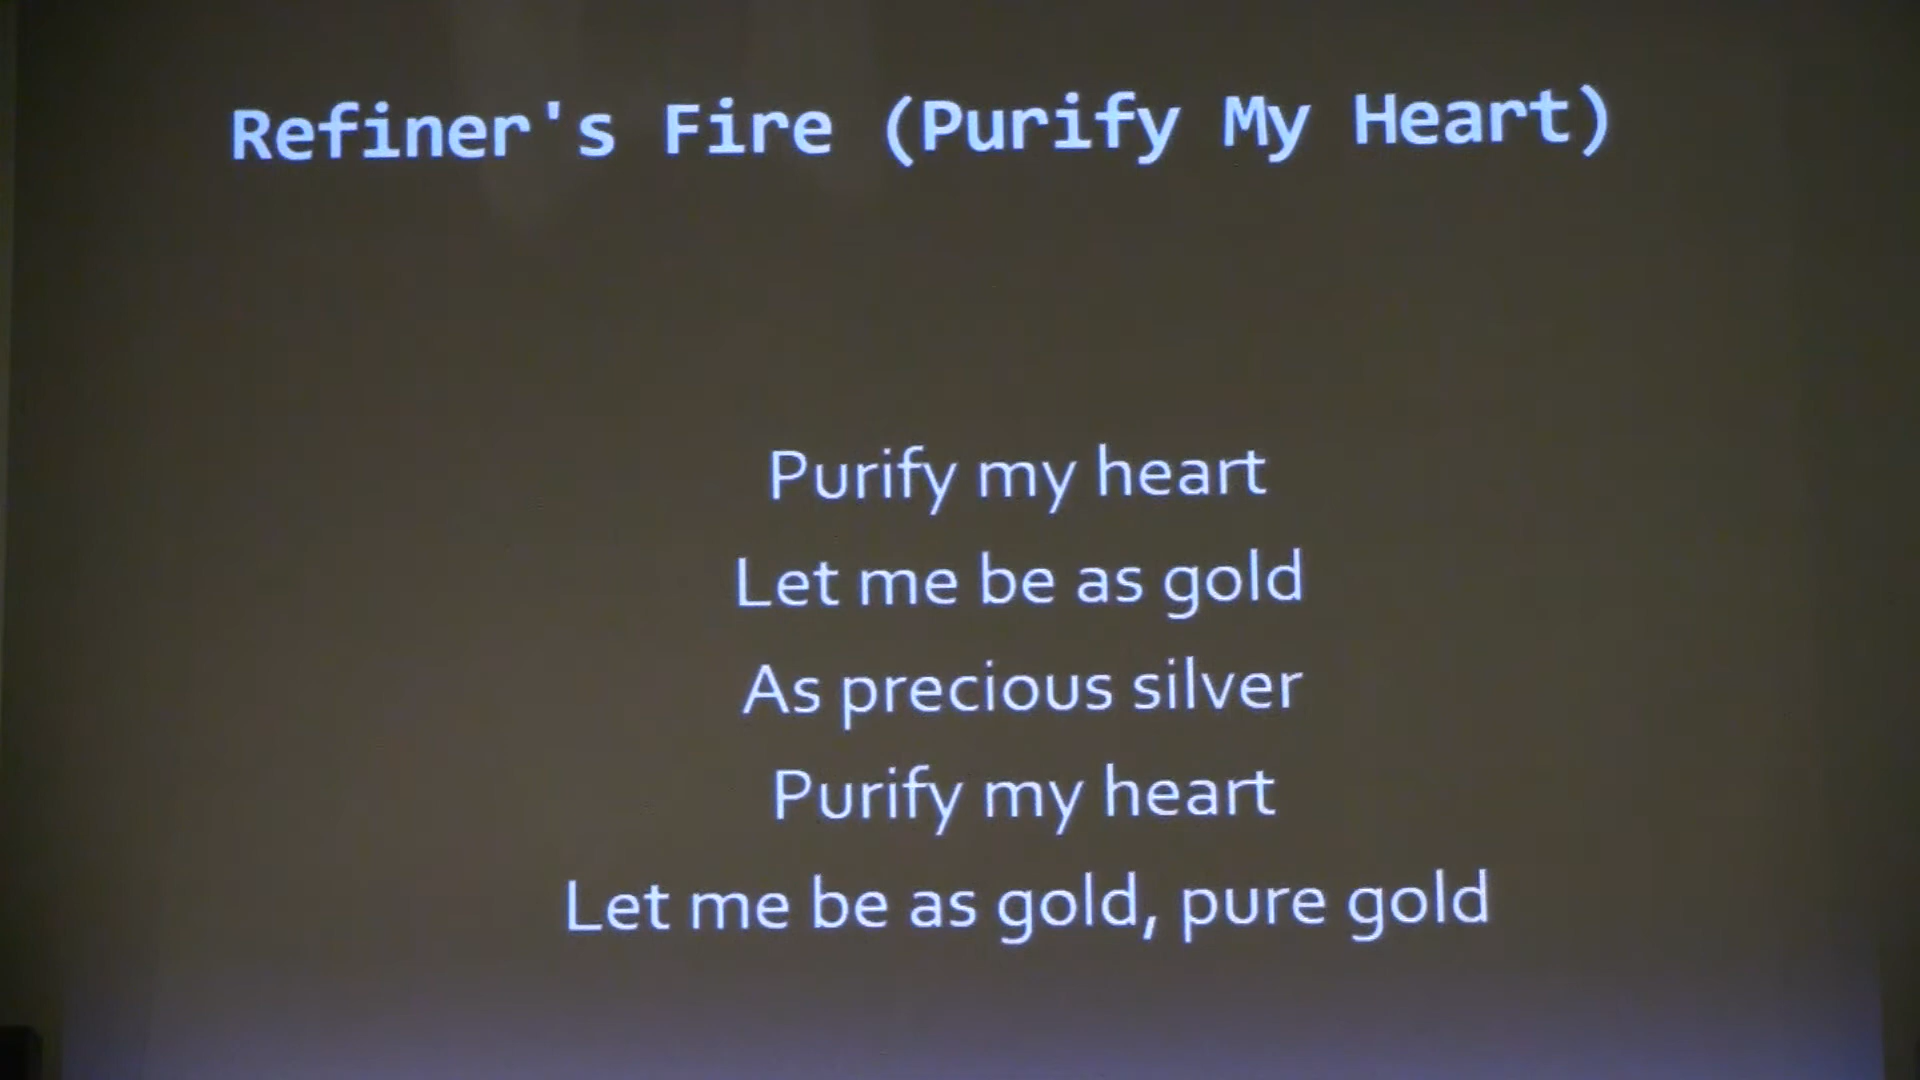 Refiner's Fire (Purify My Heart)
Purify my heart
Let me be as gold
As precious silver
Purify my heart
Let me be as gold, pure gold